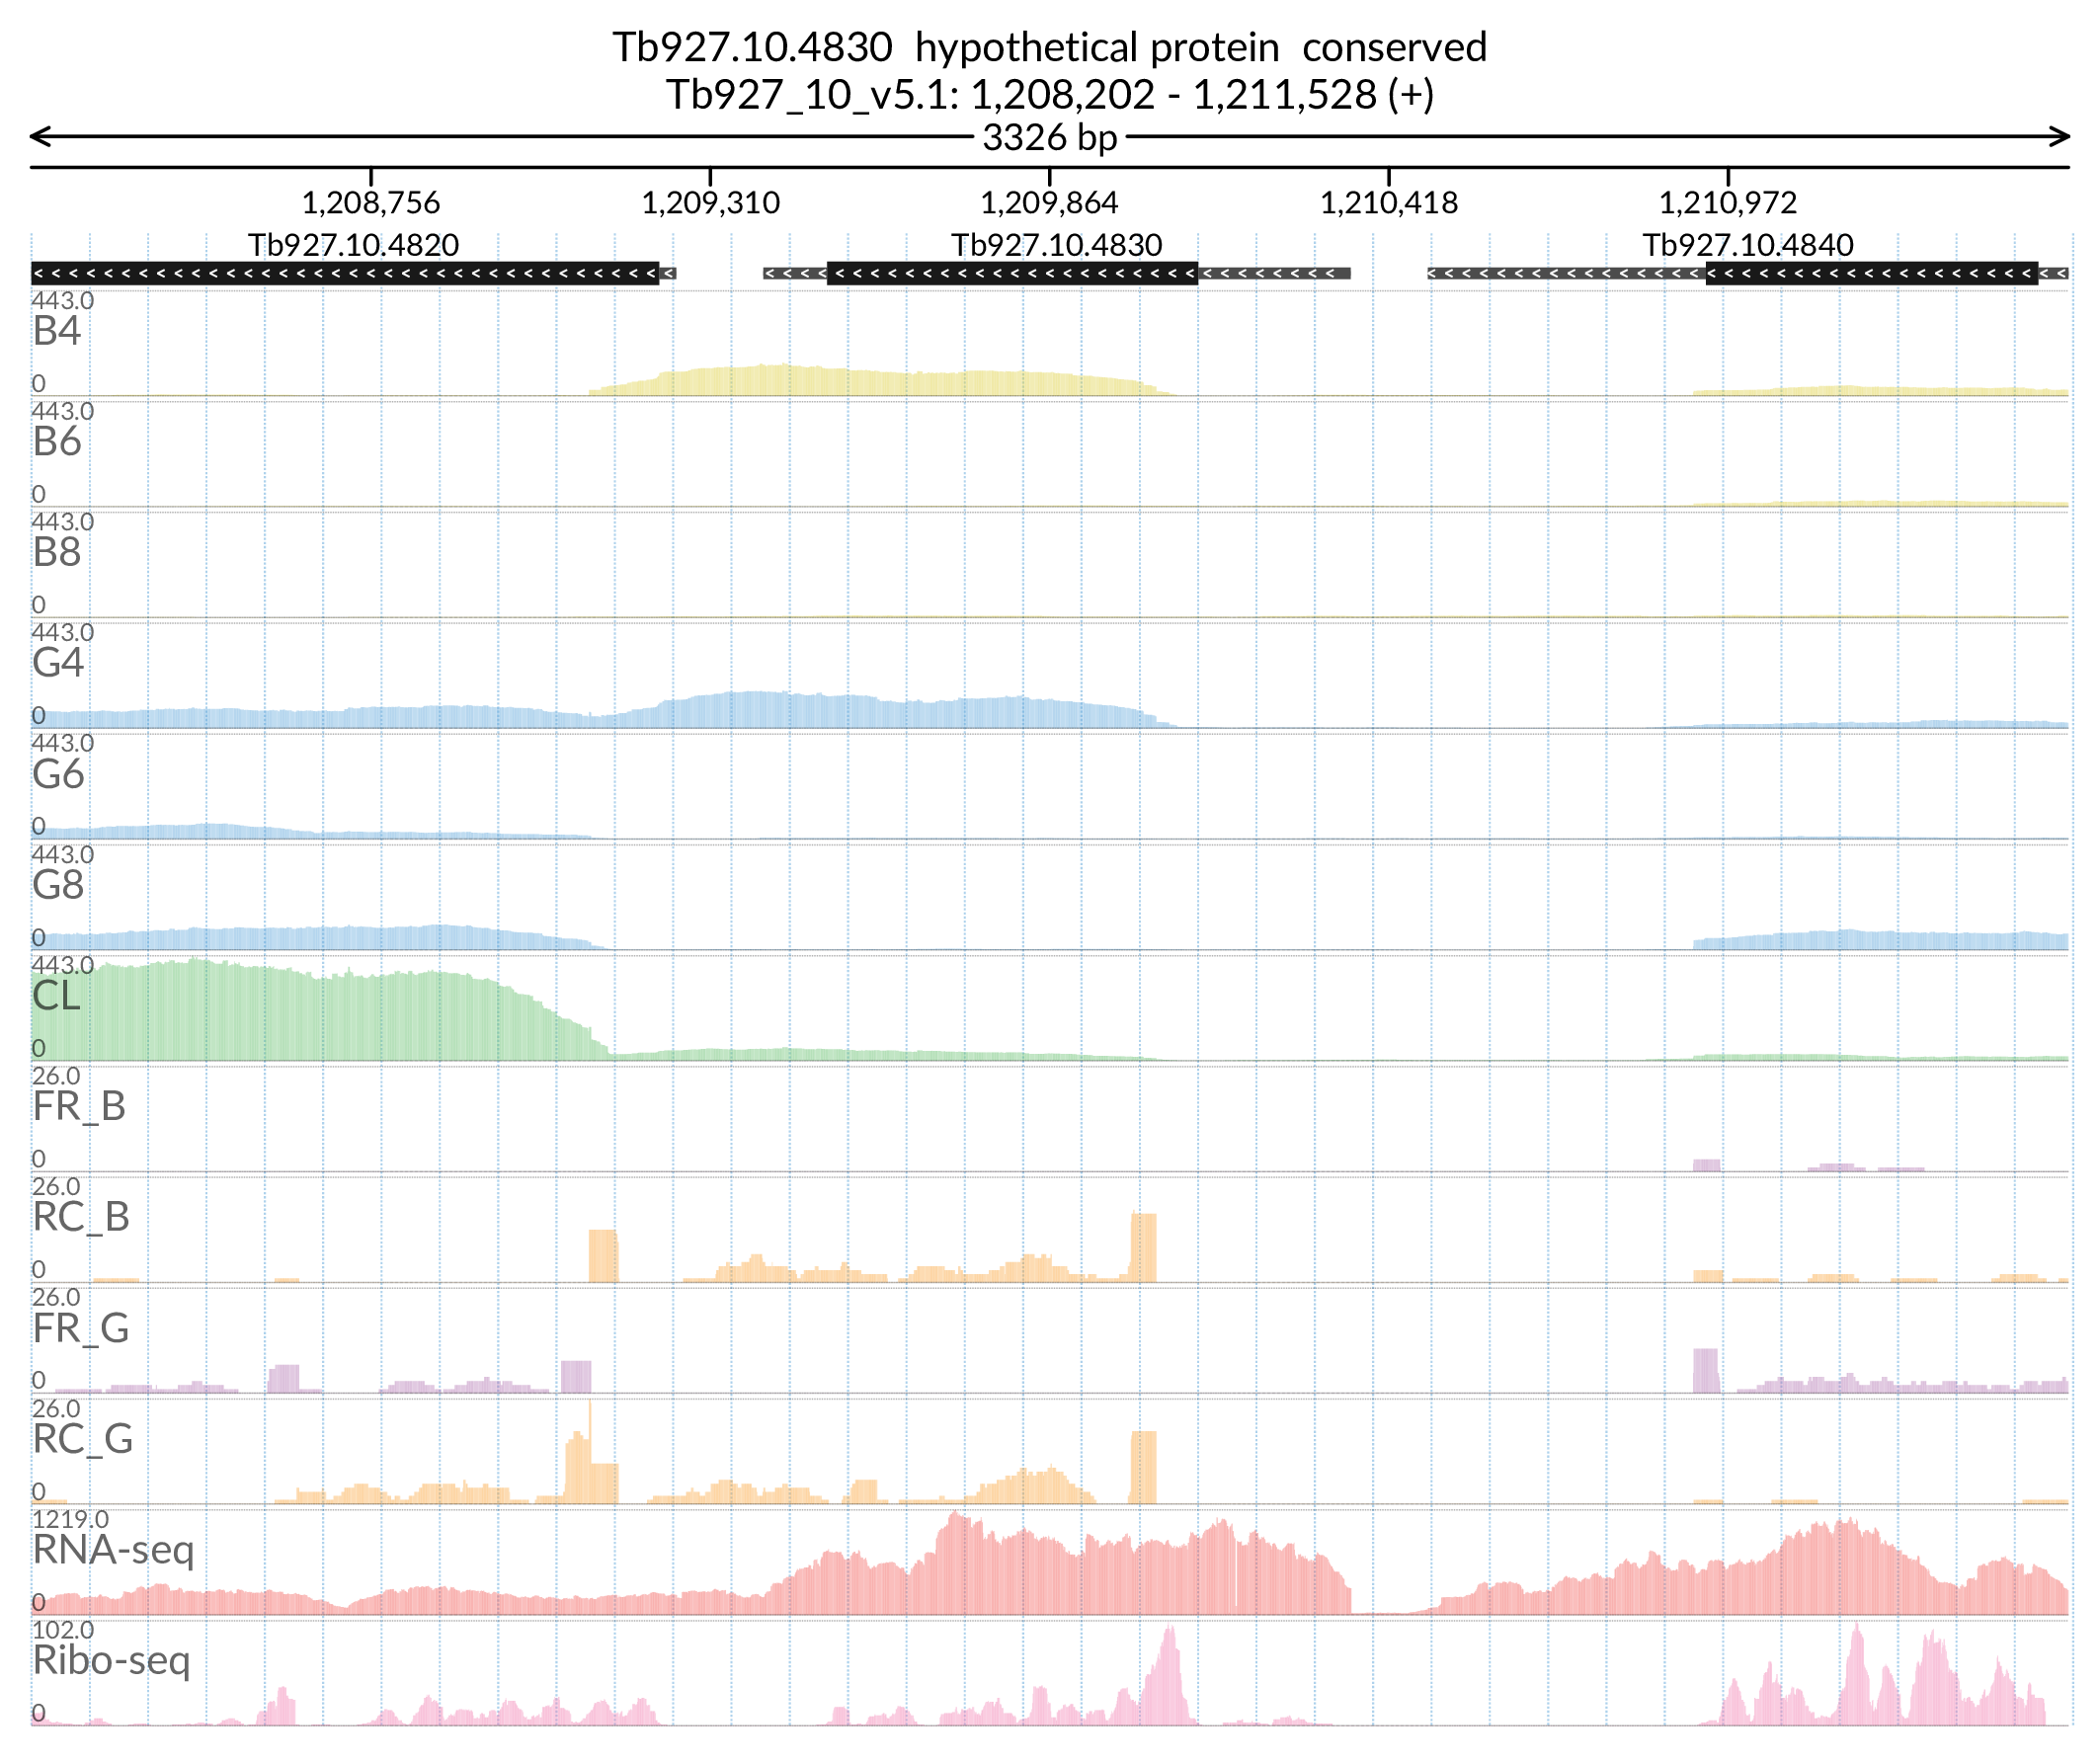 Tb927.10.4830 hypothetical protein conserved
Tb927_10_v5.1: 1,208,202 - 1,211,528 (+)
3326 bp
1,208,756 1,209,310 1,209,864 1,210,418 1,210,972
Tb927.10.4820 Tb927.10.4830 Tb927.10.4840
443.0
B4
0
443.0
B6
0
443.0
B8
0
443.0
G4
0
443.0
G6
0
443.0
G8
0
443.0
CL
0
26.0
FR_B
0
26.0
RC_B
0
26.0
FR_G
0
26.0
RC_G
0
1219.0
RNA-seq
0
102.0
Ribo-seq
0